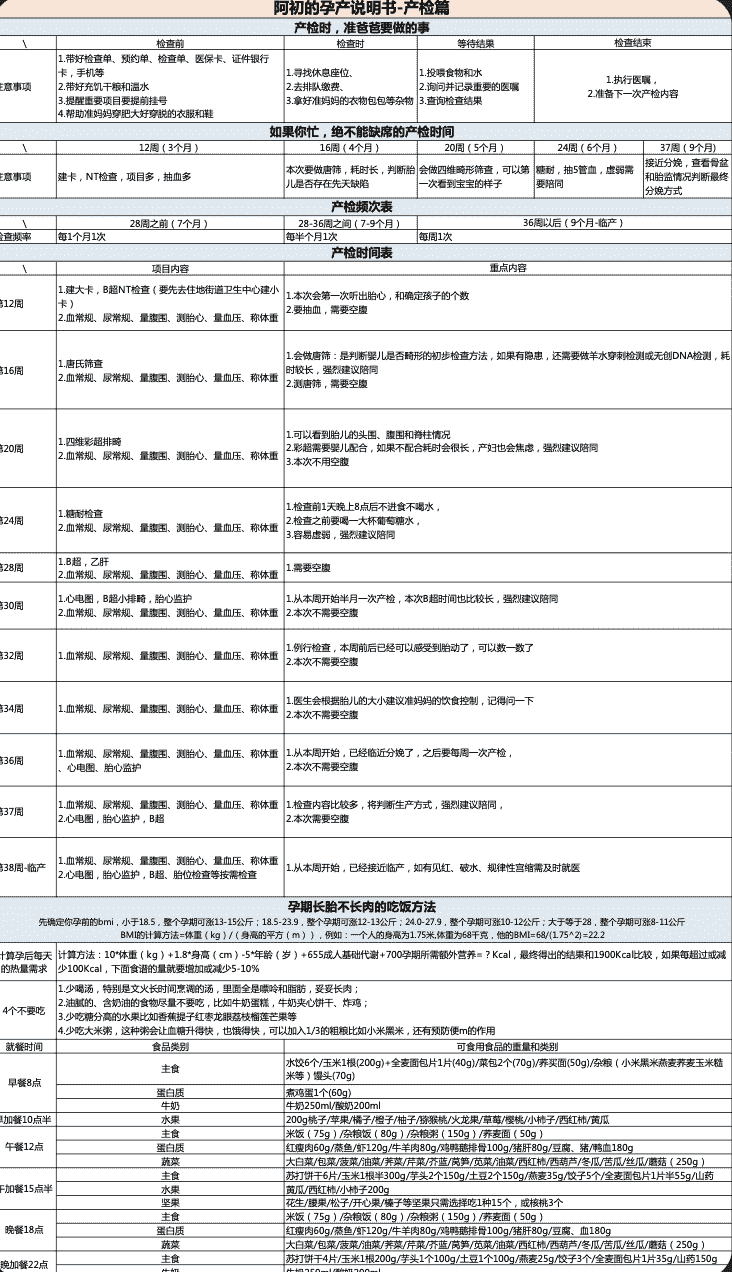 阿初的孕产说明书-产检篇
产检时，准爸爸要做的事
\ 检查前 检查时 等待结果 检查结束
注意事项
1.带好检查单、预约单、检查单、医保卡、证件银行
卡，手机等
2.带好充饥干粮和温水
3.提醒重要项目要提前挂号
4.帮助准妈妈穿肥大好穿脱的衣服和鞋
1.寻找休息座位、
2.去排队缴费、
3.拿好准妈妈的衣物包包等杂物
1.投喂食物和水
2.询问并记录重要的医嘱
3.查询检查结果
1.执行医嘱，
2.准备下一次产检内容
如果你忙，绝不能缺席的产检时间
\ 12周（3个月） 16周（4个月） 20周（5个月） 24周（6个月） 37周（9个月）
注意事项
建卡，NT检查，项目多，抽血多
本次要做唐筛，耗时长，判断胎
儿是否存在先天缺陷
会做四维畸形筛查，可以第
一次看到宝宝的样子
糖耐，抽5管血，虚弱需
要陪同
接近分娩，查看骨盆
和胎监情况判断最终
分娩方式
产检频次表
\ 28周之前（7个月） 28-36周之间（7-9个月） 36周以后（9个月-临产）
检查频率 每1个月1次 每半个月1次 每周1次
产检时间表
\ 项目内容 重点内容
第12周
1.建大卡，B超NT检查（要先去住地街道卫生中心建小
卡）
2.血常规、尿常规、量腹围、测胎心、量血压、称体重
1.本次会第一次听出胎心，和确定孩子的个数
2.要抽血，需要空腹
第16周
1.唐氏筛查
2.血常规、尿常规、量腹围、测胎心、量血压、称体重
1.会做唐筛：是判断婴儿是否畸形的初步检查方法，如果有隐患，还需要做羊水穿刺检测或无创DNA检测，耗
时较长，强烈建议陪同
2.测唐筛，需要空腹
第20周
1.四维彩超排畸
2.血常规、尿常规、量腹围、测胎心、量血压、称体重
1.可以看到胎儿的头围、腹围和脊柱情况
2.彩超需要婴儿配合，如果不配合耗时会很长，产妇也会焦虑，强烈建议陪同
3.本次不用空腹
第24周
1.糖耐检查
2.血常规、尿常规、量腹围、测胎心、量血压、称体重
1.检查前1天晚上8点后不进食不喝水，
2.检查之前要喝一大杯葡萄糖水，
3.容易虚弱，强烈建议陪同
第28周
1.B超，乙肝
2.血常规、尿常规、量腹围、测胎心、量血压、称体重
1.需要空腹
第30周
1.心电图，B超小排畸，胎心监护
2.血常规、尿常规、量腹围、测胎心、量血压、称体重
1.从本周开始半月一次产检，本次B超时间也比较长，强烈建议陪同
2.本次不需要空腹
第32周
1.血常规、尿常规、量腹围、测胎心、量血压、称体重
1.例行检查，本周前后已经可以感受到胎动了，可以数一数了
2.本次不需要空腹
第34周
1.血常规、尿常规、量腹围、测胎心、量血压、称体重
1.医生会根据胎儿的大小建议准妈妈的饮食控制，记得问一下
2.本次不需要空腹
第36周
1.血常规、尿常规、量腹围、测胎心、量血压、称体重
、心电图、胎心监护
1.从本周开始，已经临近分娩了，之后要每周一次产检，
2.本次不需要空腹
第37周
1.血常规、尿常规、量腹围、测胎心、量血压、称体重
2.心电图，胎心监护，B超
1.检查内容比较多，将判断生产方式，强烈建议陪同，
2.本次需要空腹
第38周-临产
1.血常规、尿常规、量腹围、测胎心、量血压、称体重
2.心电图，胎心监护，B超、胎位检查等按需检查
1.从本周开始，已经接近临产，如有见红、破水、规律性宫缩需及时就医
孕期长胎不长肉的吃饭方法
先确定你孕前的bmi，小于18.5，整个孕期可涨13-15公斤；18.5-23.9，整个孕期可涨12-13公斤；24.0-27.9，整个孕期可涨10-12公斤；大于等于28，整个孕期可涨8-11公斤
BMI的计算方法=体重（kg）/（身高的平方（m）），例如：一个人的身高为1.75米,体重为68千克，他的BMI=68/(1.75^2)=22.2
计算孕后每天
的热量需求
计算方法：10*体重（kg）+1.8*身高（cm）-5*年龄（岁）+655成人基础代谢+700孕期所需额外营养=？Kcal，最终得出的结果和1900Kcal比较，如果每超过或减
少100Kcal，下面食谱的量就要增加或减少5-10%
4个不要吃
1.少喝汤，特别是文火长时间烹调的汤，里面全是嘌呤和脂肪，妥妥长肉；
2.油腻的、含奶油的食物尽量不要吃，比如牛奶蛋糕，牛奶夹心饼干、炸鸡；
3.少吃糖分高的水果比如香蕉提子红枣龙眼荔枝榴莲芒果等
4.少吃大米粥，这种粥会让血糖升得快，也饿得快，可以加入1/3的粗粮比如小米黑米，还有预防便m的作用
就餐时间 食品类别 可食用食品的重量和类别
早餐8点
主食
水饺6个/玉米1根(200g)+全麦面包片1片(40g)/菜包2个(70g)/荞买面(50g)/杂粮（小米黑米燕麦荞麦玉米糙
米等）馒头(70g)
蛋白质 煮鸡蛋1个(60g)
牛奶 牛奶250ml/酸奶200ml
早加餐10点半 水果 200g桃子/苹果/橘子/橙子/柚子/猕猴桃/火龙果/草莓/樱桃/小柿子/西红柿/黄瓜
午餐12点
主食 米饭（75g）/杂粮饭（80g）/杂粮粥（150g）/荞麦面（50g）
蛋白质 红瘦肉60g/蒸鱼/虾120g/牛羊肉80g/鸡鸭鹅排骨100g/猪肝80g/豆腐、猪/鸭血180g
蔬菜 大白菜/包菜/菠菜/油菜/荠菜/芹菜/芥蓝/莴笋/苋菜/油菜/西红柿/西葫芦/冬瓜/苦瓜/丝瓜/蘑菇（250g）
午加餐15点半
主食 苏打饼干6片/玉米1根半300g/芋头2个150g/土豆2个150g/燕麦35g/饺子5个/全麦面包片1片半55g/山药
水果 黄瓜/西红柿/小柿子200g
坚果 花生/腰果/松子/开心果/榛子等坚果只需选择吃1种15个，或核桃3个
晚餐18点
主食 米饭（75g）/杂粮饭（80g）/杂粮粥（150g）/荞麦面（50g）
蛋白质 红瘦肉60g/蒸鱼/虾120g/牛羊肉80g/鸡鸭鹅排骨100g/猪肝80g/豆腐、血180g
蔬菜 大白菜/包菜/菠菜/油菜/荠菜/芹菜/芥蓝/莴笋/苋菜/油菜/西红柿/西葫芦/冬瓜/苦瓜/丝瓜/蘑菇（250g）
晚加餐22点
主食 苏打饼干4片/玉米1根200g/芋头1个100g/土豆1个100g/燕麦25g/饺子3个/全麦面包片1片35g/山药150g
牛奶 牛奶250ml/酸奶200ml